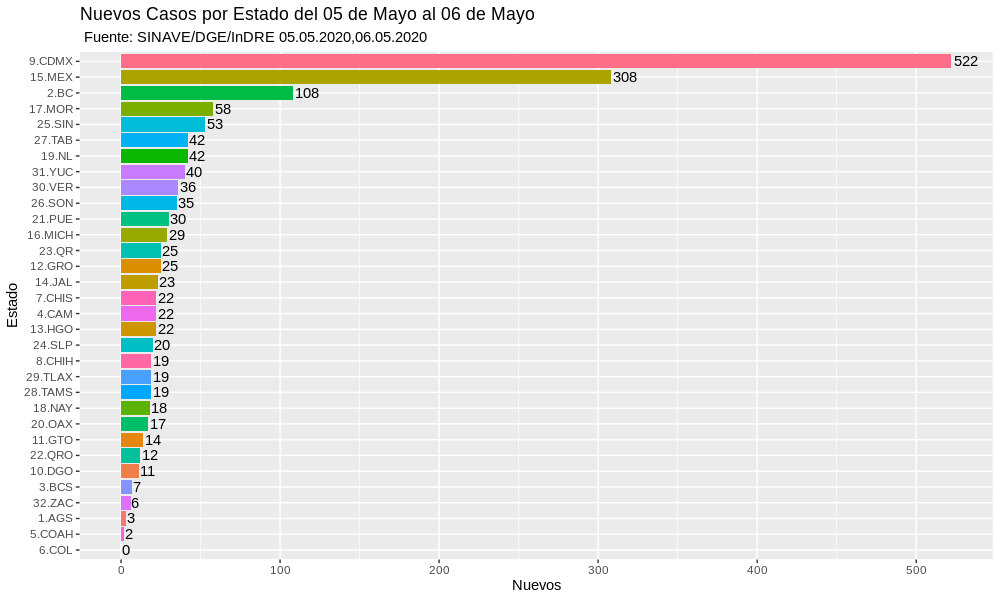 Nuevos Casos por Estado del 05 de Mayo al 06 de Mayo
Fuente: SINAVE/DGE/InDRE 05.05.2020,06.05.2020
9.CDMX 522
15.MEX 308
2.BC 108
17.MOR 58
25.SIN 53
27.TAB 42
19.NL 42
31.YUC 40
30.VER 36
26.SON 35
21.PUE 30
16.MICH 29
23.QR 25
12.GRO 25
14.JAL 23
7.CHIS 22
4.CAM 22
13.HGO 22
24.SLP 20
8.CHIH 19
29.TLAX 19
28.TAMS 19
18.NAY 18
20.OAX 17
11.GTO 14
22.QRO 12
10.DGO 11
3.BCS 7
32.ZAC 6
1.AGS 3
5.COAH 2
6.COL 0
Estado
0 100 200 300 400 500
Nuevos